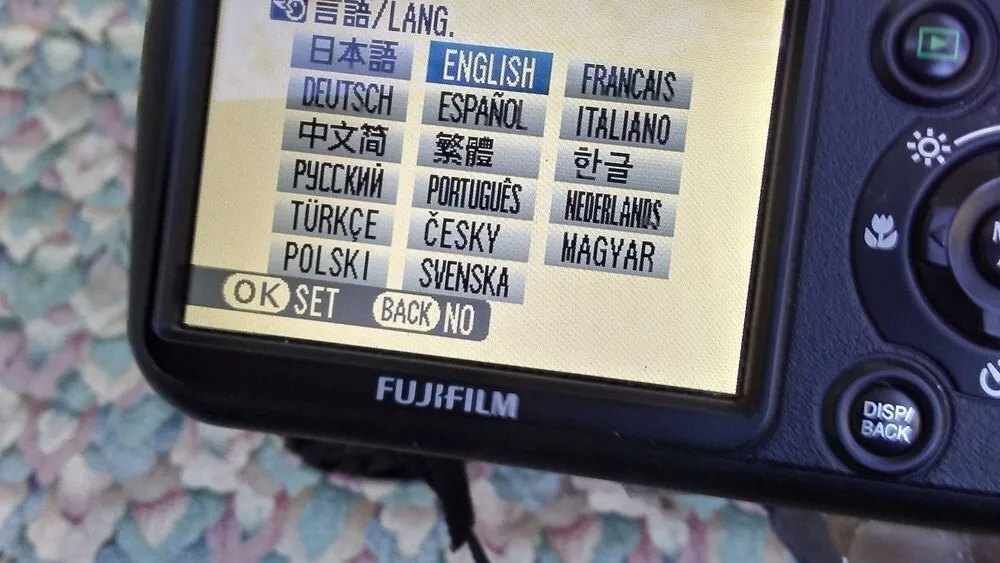 言語/LANG.
日本語 ENGLISH FRANCAIS
DEUTSCH ESPAÑOL ITALIANO
中文简 繁體 한글
РУССКИЙ PORTUGUÊS NEDERLANDS
TÜRKÇE ČESKY MAGYAR
POLSKI SVENSKA
OK SET BACK NO
FUJIFILM
DISP/
BACK